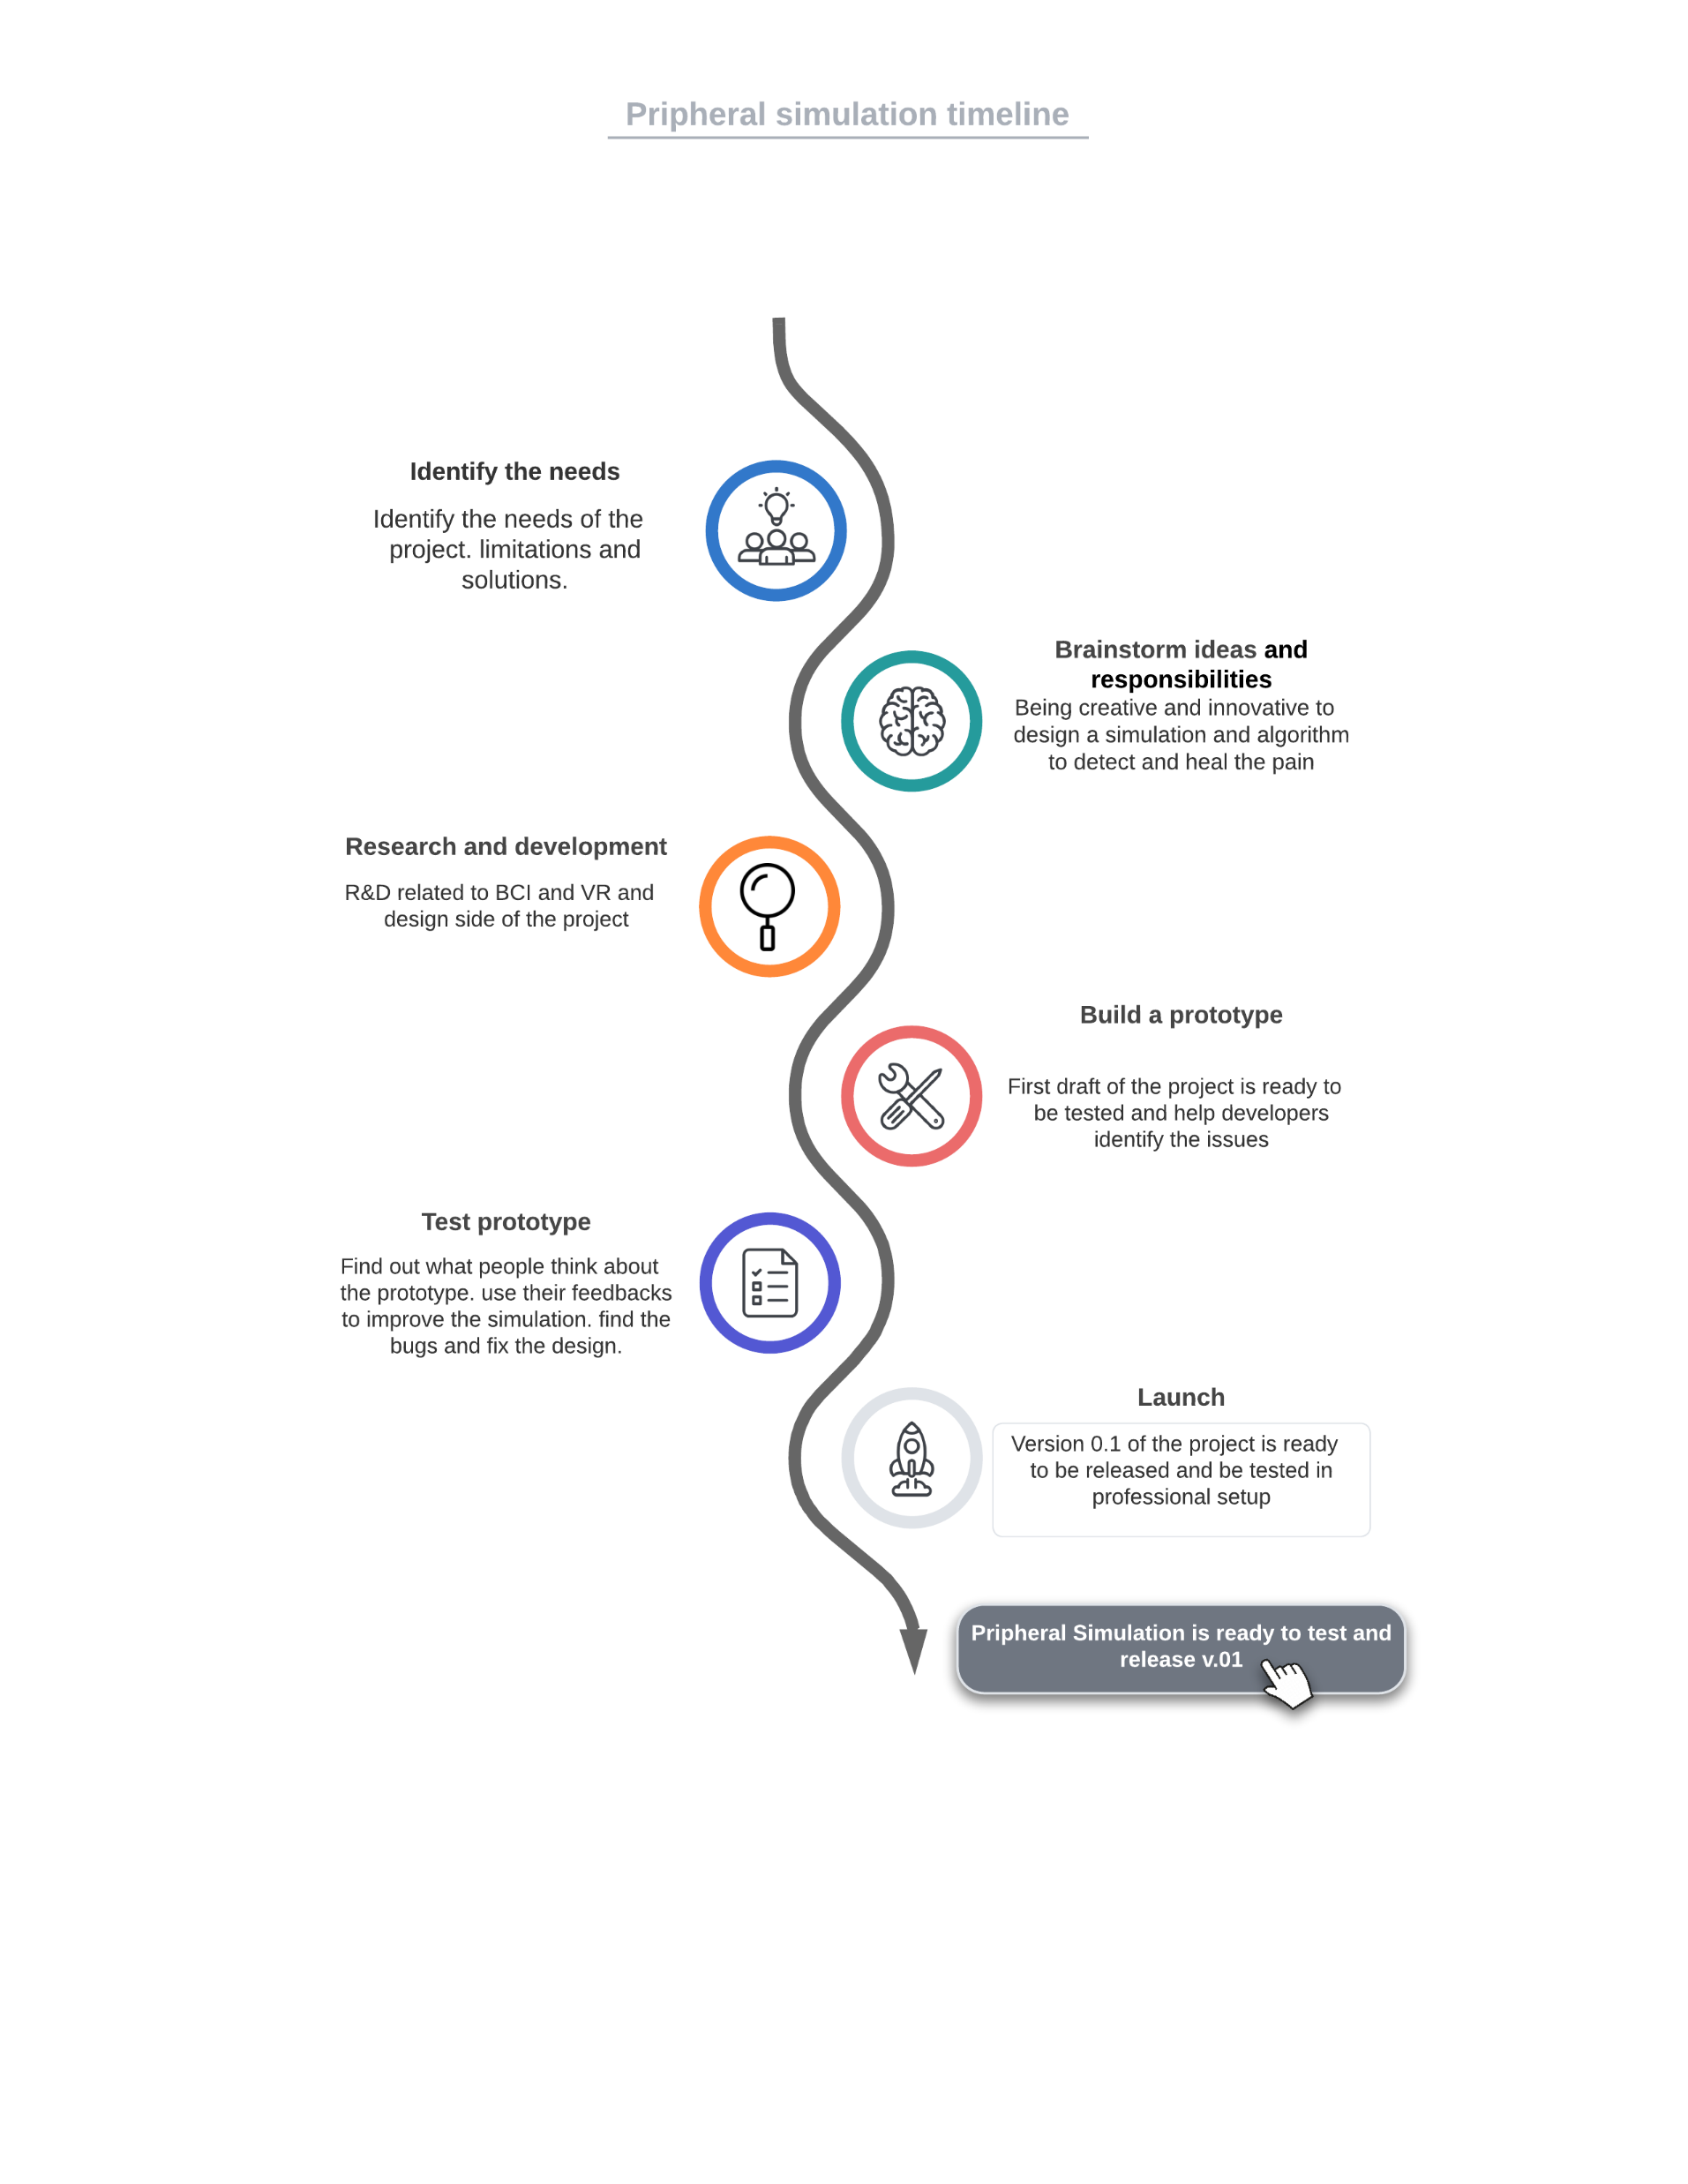 Pripheral simulation timeline
Identify the needs
Identify the needs of the
project. limitations and
solutions.
Brainstorm ideas and
responsibilities
Being creative and innovative to
design a simulation and algorithm
to detect and heal the pain
Research and development
R&D related to BCI and VR and
design side of the project
Build a prototype
First draft of the project is ready to
be tested and help developers
identify the issues
Test prototype
Find out what people think about
the prototype. use their feedbacks
to improve the simulation. find the
bugs and fix the design.
Launch
Version 0.1 of the project is ready
to be released and be tested in
professional setup
Pripheral Simulation is ready to test and
release v.01